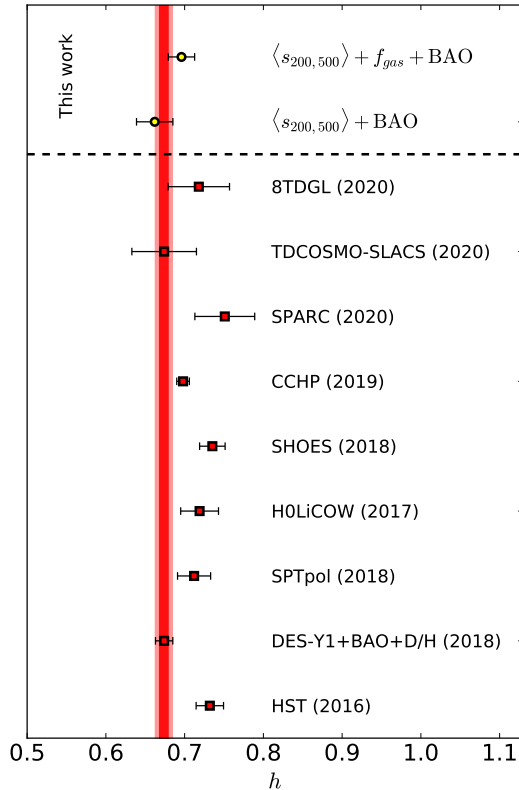 This work
⟨s₂₀₀,₅₀₀⟩ + f_gas + BAO
⟨s₂₀₀,₅₀₀⟩ + BAO
8TDGL (2020)
TDCOSMO-SLACS (2020)
SPARC (2020)
CCHP (2019)
SHOES (2018)
H0LiCOW (2017)
SPTpol (2018)
DES-Y1+BAO+D/H (2018)
HST (2016)
0.5 0.6 0.7 0.8 0.9 1.0 1.1
h